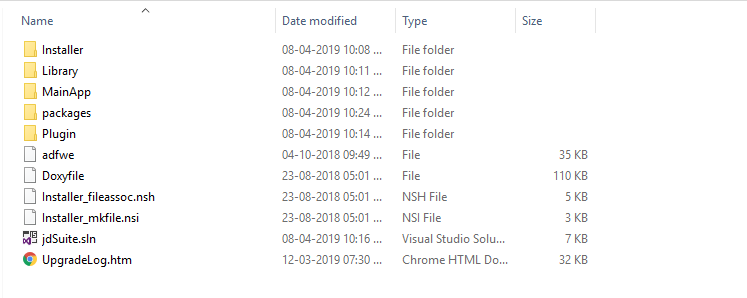 Name Date modified Type Size
Installer 08-04-2019 10:08 ... File folder
Library 08-04-2019 10:11 ... File folder
MainApp 08-04-2019 10:12 ... File folder
packages 08-04-2019 10:24 ... File folder
Plugin 08-04-2019 10:14 ... File folder
adfwe 04-10-2018 09:49 ... File 35 KB
Doxyfile 23-08-2018 05:01 ... File 110 KB
Installer_fileassoc.nsh 23-08-2018 05:01 ... NSH File 5 KB
Installer_mkfile.nsi 23-08-2018 05:01 ... NSI File 3 KB
jdSuite.sln 08-04-2019 10:16 ... Visual Studio Solu... 7 KB
UpgradeLog.htm 12-03-2019 07:30 ... Chrome HTML Do... 32 KB